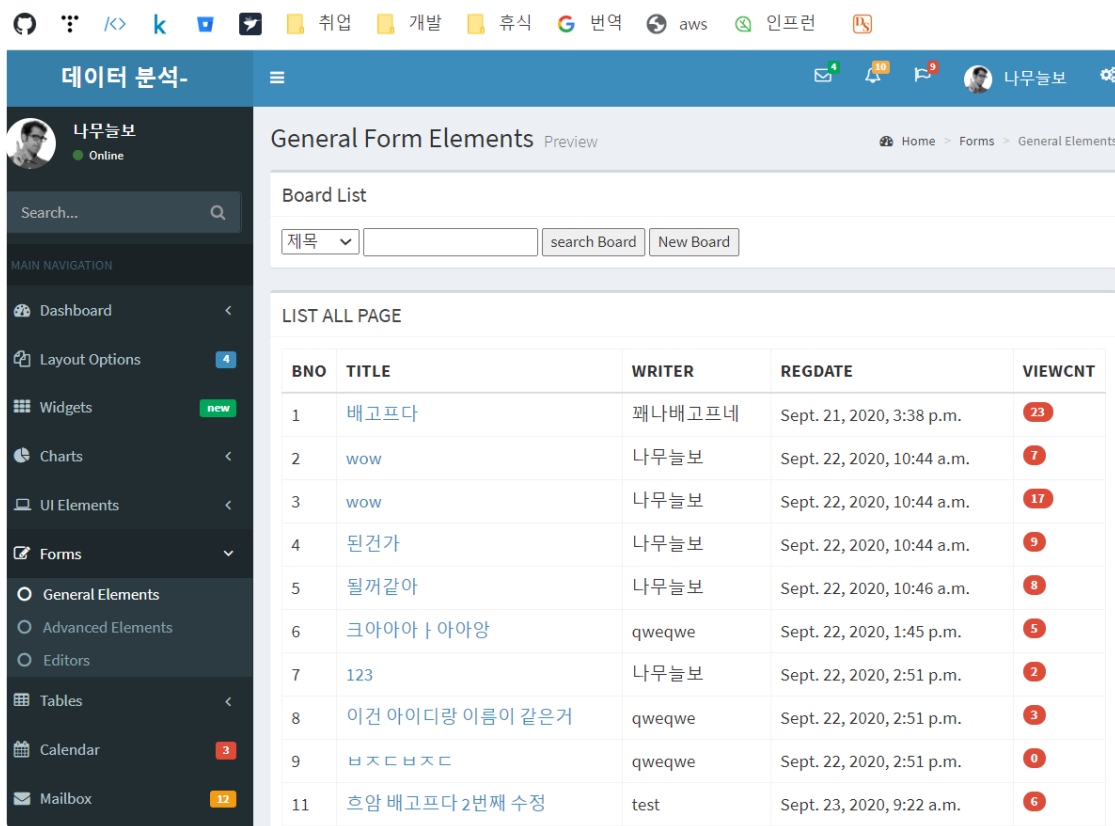 취업 개발 휴식 번역 aws 인프런
데이터 분석-
4 10 9 나무늘보
나무늘보
Online
Search...
MAIN NAVIGATION
Dashboard
Layout Options 4
Widgets new
Charts
UI Elements
Forms
General Elements
Advanced Elements
Editors
Tables
Calendar 3
Mailbox 12
General Form Elements Preview
Home > Forms > General Elements
Board List
제목 search Board New Board
LIST ALL PAGE
BNO TITLE WRITER REGDATE VIEWCNT
1 배고프다 꽤나배고프네 Sept. 21, 2020, 3:38 p.m. 23
2 wow 나무늘보 Sept. 22, 2020, 10:44 a.m. 7
3 wow 나무늘보 Sept. 22, 2020, 10:44 a.m. 17
4 된건가 나무늘보 Sept. 22, 2020, 10:44 a.m. 9
5 될꺼같아 나무늘보 Sept. 22, 2020, 10:46 a.m. 8
6 크아아아ㅏ아아앙 qweqwe Sept. 22, 2020, 1:45 p.m. 5
7 123 나무늘보 Sept. 22, 2020, 2:51 p.m. 2
8 이건 아이디랑 이름이 같은거 qweqwe Sept. 22, 2020, 2:51 p.m. 3
9 ㅂㅈㄷㅂㅈㄷ qweqwe Sept. 22, 2020, 2:51 p.m. 0
11 흐암 배고프다 2번째 수정 test Sept. 23, 2020, 9:22 a.m. 6